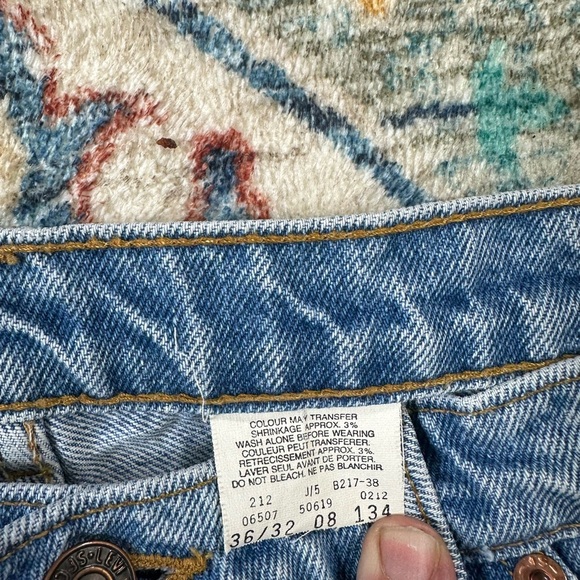 COLOUR MAY TRANSFER
SHRINKAGE APPROX. 3%
WASH ALONE BEFORE WEARING
COULEUR PEUT TRANSFERER.
RETRECISSEMENT APPROX. 3%.
LAVER SEUL AVANT DE PORTER.
DO NOT BLEACH. NE PAS BLANCHIR
212 J/5 B217-38
06507 50619 0212
36/32 08 134